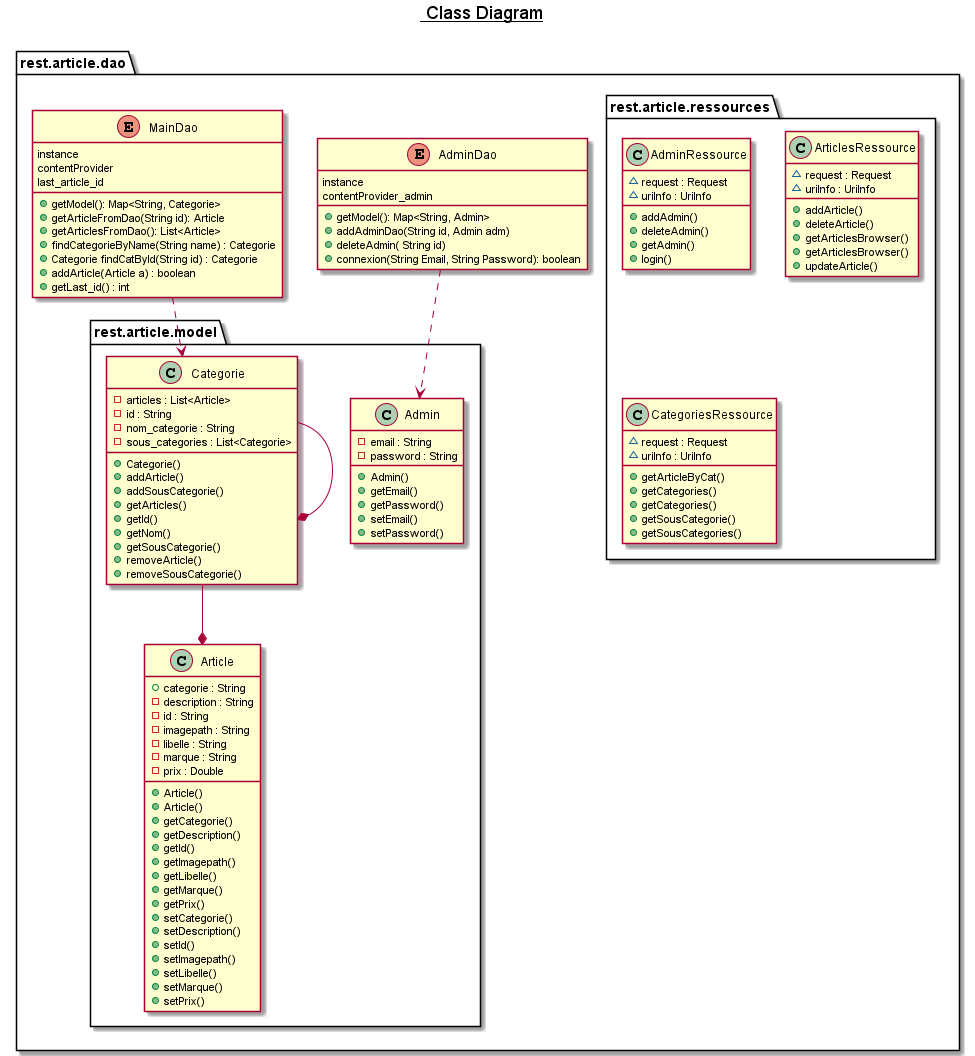 Class Diagram
rest.article.dao
E MainDao
instance
contentProvider
last_article_id
getModel(): Map<String, Categorie>
getArticleFromDao(String id): Article
getArticlesFromDao(): List<Article>
findCategorieByName(String name) : Categorie
Categorie findCatById(String id) : Categorie
addArticle(Article a) : boolean
getLast_id() : int
E AdminDao
instance
contentProvider_admin
getModel(): Map<String, Admin>
addAdminDao(String id, Admin adm)
deleteAdmin( String id)
connexion(String Email, String Password): boolean
rest.article.ressources
C AdminRessource
request : Request
uriInfo : UriInfo
addAdmin()
deleteAdmin()
getAdmin()
login()
C ArticlesRessource
request : Request
uriInfo : UriInfo
addArticle()
deleteArticle()
getArticlesBrowser()
getArticlesBrowser()
updateArticle()
C CategoriesRessource
request : Request
uriInfo : UriInfo
getArticleByCat()
getCategories()
getCategories()
getSousCategorie()
getSousCategories()
rest.article.model
C Categorie
articles : List<Article>
id : String
nom_categorie : String
sous_categories : List<Categorie>
Categorie()
addArticle()
addSousCategorie()
getArticles()
getId()
getNom()
getSousCategorie()
removeArticle()
removeSousCategorie()
C Admin
email : String
password : String
Admin()
getEmail()
getPassword()
setEmail()
setPassword()
C Article
categorie : String
description : String
id : String
imagepath : String
libelle : String
marque : String
prix : Double
Article()
Article()
getCategorie()
getDescription()
getId()
getImagepath()
getLibelle()
getMarque()
getPrix()
setCategorie()
setDescription()
setId()
setImagepath()
setLibelle()
setMarque()
setPrix()